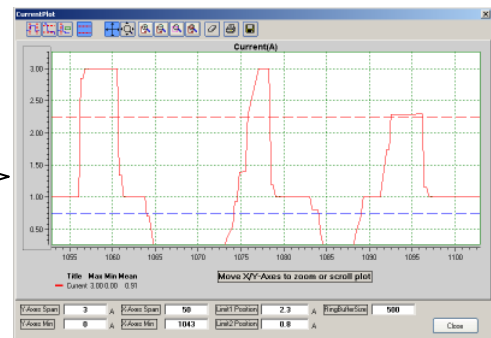 CurrentPlot
Current(A)
3.00
2.50
2.00
1.50
1.00
0.50
1055 1060 1065 1070 1075 1080 1085 1090 1095 1100
Title Max Min Mean
Current 3.00 0.00 0.91
Move X/Y-Axes to zoom or scroll plot
Y-Axes Span 3 A X-Axes Span 50 Limit1 Position 2.3 A RingBufferSize 500
Y-Axes Min 0 A X-Axes Min 1043 Limit2 Position 0.8 A Close